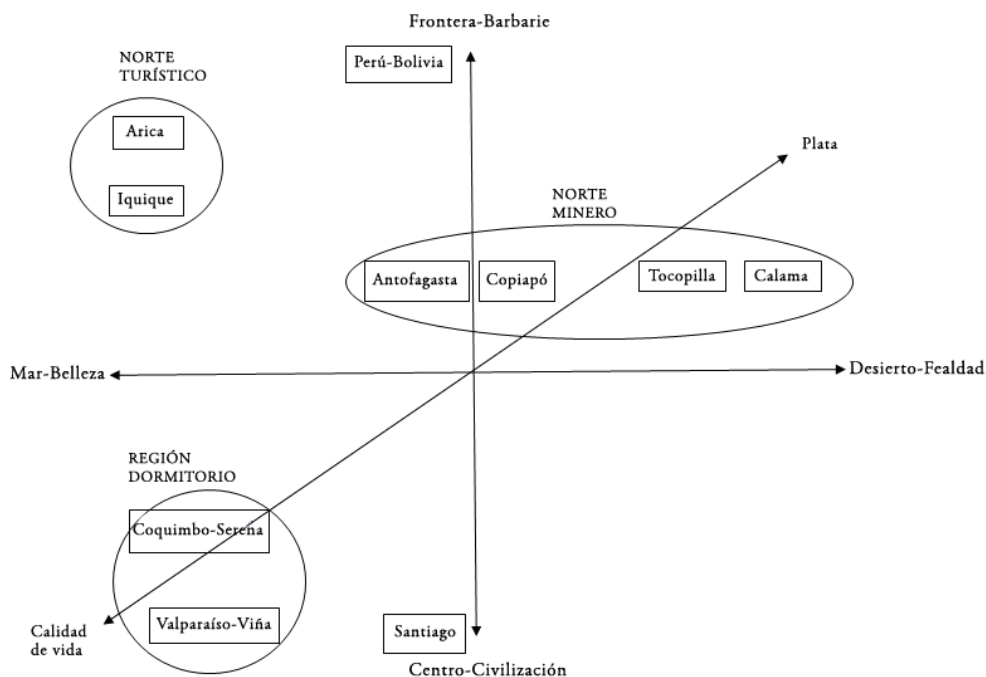 Frontera-Barbarie
Perú-Bolivia
NORTE
TURÍSTICO
Arica
Iquique
Plata
NORTE
MINERO
Antofagasta
Copiapó
Tocopilla
Calama
Mar-Belleza
Desierto-Fealdad
REGIÓN
DORMITORIO
Coquimbo-Serena
Valparaíso-Viña
Calidad
de vida
Santiago
Centro-Civilización